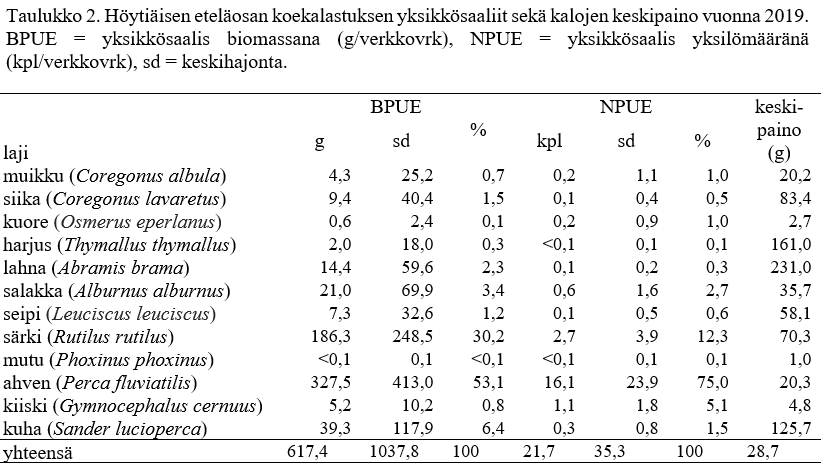 Taulukko 2. Höytiäisen eteläosan koekalastuksen yksikkösaaliit sekä kalojen keskipaino vuonna 2019.
BPUE = yksikkösaalis biomassana (g/verkkovrk), NPUE = yksikkösaalis yksilömääränä
(kpl/verkkovrk), sd = keskihajonta.
BPUE NPUE keski-
g sd % kpl sd % paino
laji (g)
muikku (Coregonus albula) 4,3 25,2 0,7 0,2 1,1 1,0 20,2
siika (Coregonus lavaretus) 9,4 40,4 1,5 0,1 0,4 0,5 83,4
kuore (Osmerus eperlanus) 0,6 2,4 0,1 0,2 0,9 1,0 2,7
harjus (Thymallus thymallus) 2,0 18,0 0,3 <0,1 0,1 0,1 161,0
lahna (Abramis brama) 14,4 59,6 2,3 0,1 0,2 0,3 231,0
salakka (Alburnus alburnus) 21,0 69,9 3,4 0,6 1,6 2,7 35,7
seipi (Leuciscus leuciscus) 7,3 32,6 1,2 0,1 0,5 0,6 58,1
särki (Rutilus rutilus) 186,3 248,5 30,2 2,7 3,9 12,3 70,3
mutu (Phoxinus phoxinus) <0,1 0,1 <0,1 <0,1 0,1 0,1 1,0
ahven (Perca fluviatilis) 327,5 413,0 53,1 16,1 23,9 75,0 20,3
kiiski (Gymnocephalus cernuus) 5,2 10,2 0,8 1,1 1,8 5,1 4,8
kuha (Sander lucioperca) 39,3 117,9 6,4 0,3 0,8 1,5 125,7
yhteensä 617,4 1037,8 100 21,7 35,3 100 28,7